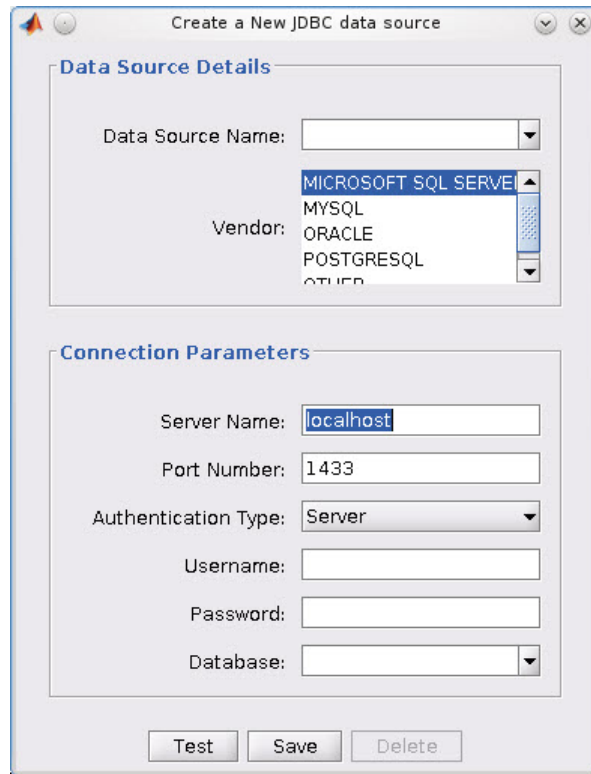 Create a New JDBC data source
Data Source Details
Data Source Name:
Vendor:
MICROSOFT SQL SERVE
MYSQL
ORACLE
POSTGRESQL
OTHER
Connection Parameters
Server Name: localhost
Port Number: 1433
Authentication Type: Server
Username:
Password:
Database:
Test Save Delete